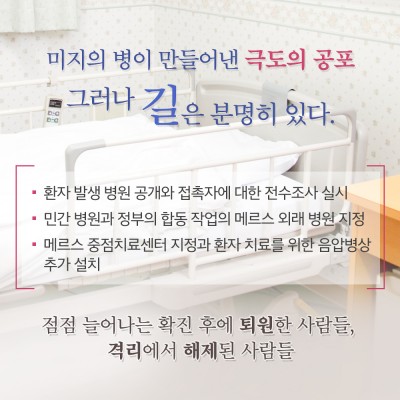 미지의 병이 만들어낸 극도의 공포
그러나 길은 분명히 있다.
▪ 환자 발생 병원 공개와 접촉자에 대한 전수조사 실시
▪ 민간 병원과 정부의 합동 작업의 메르스 외래 병원 지정
▪ 메르스 중점치료센터 지정과 환자 치료를 위한 음압병상
추가 설치
점점 늘어나는 확진 후에 퇴원한 사람들,
격리에서 해제된 사람들